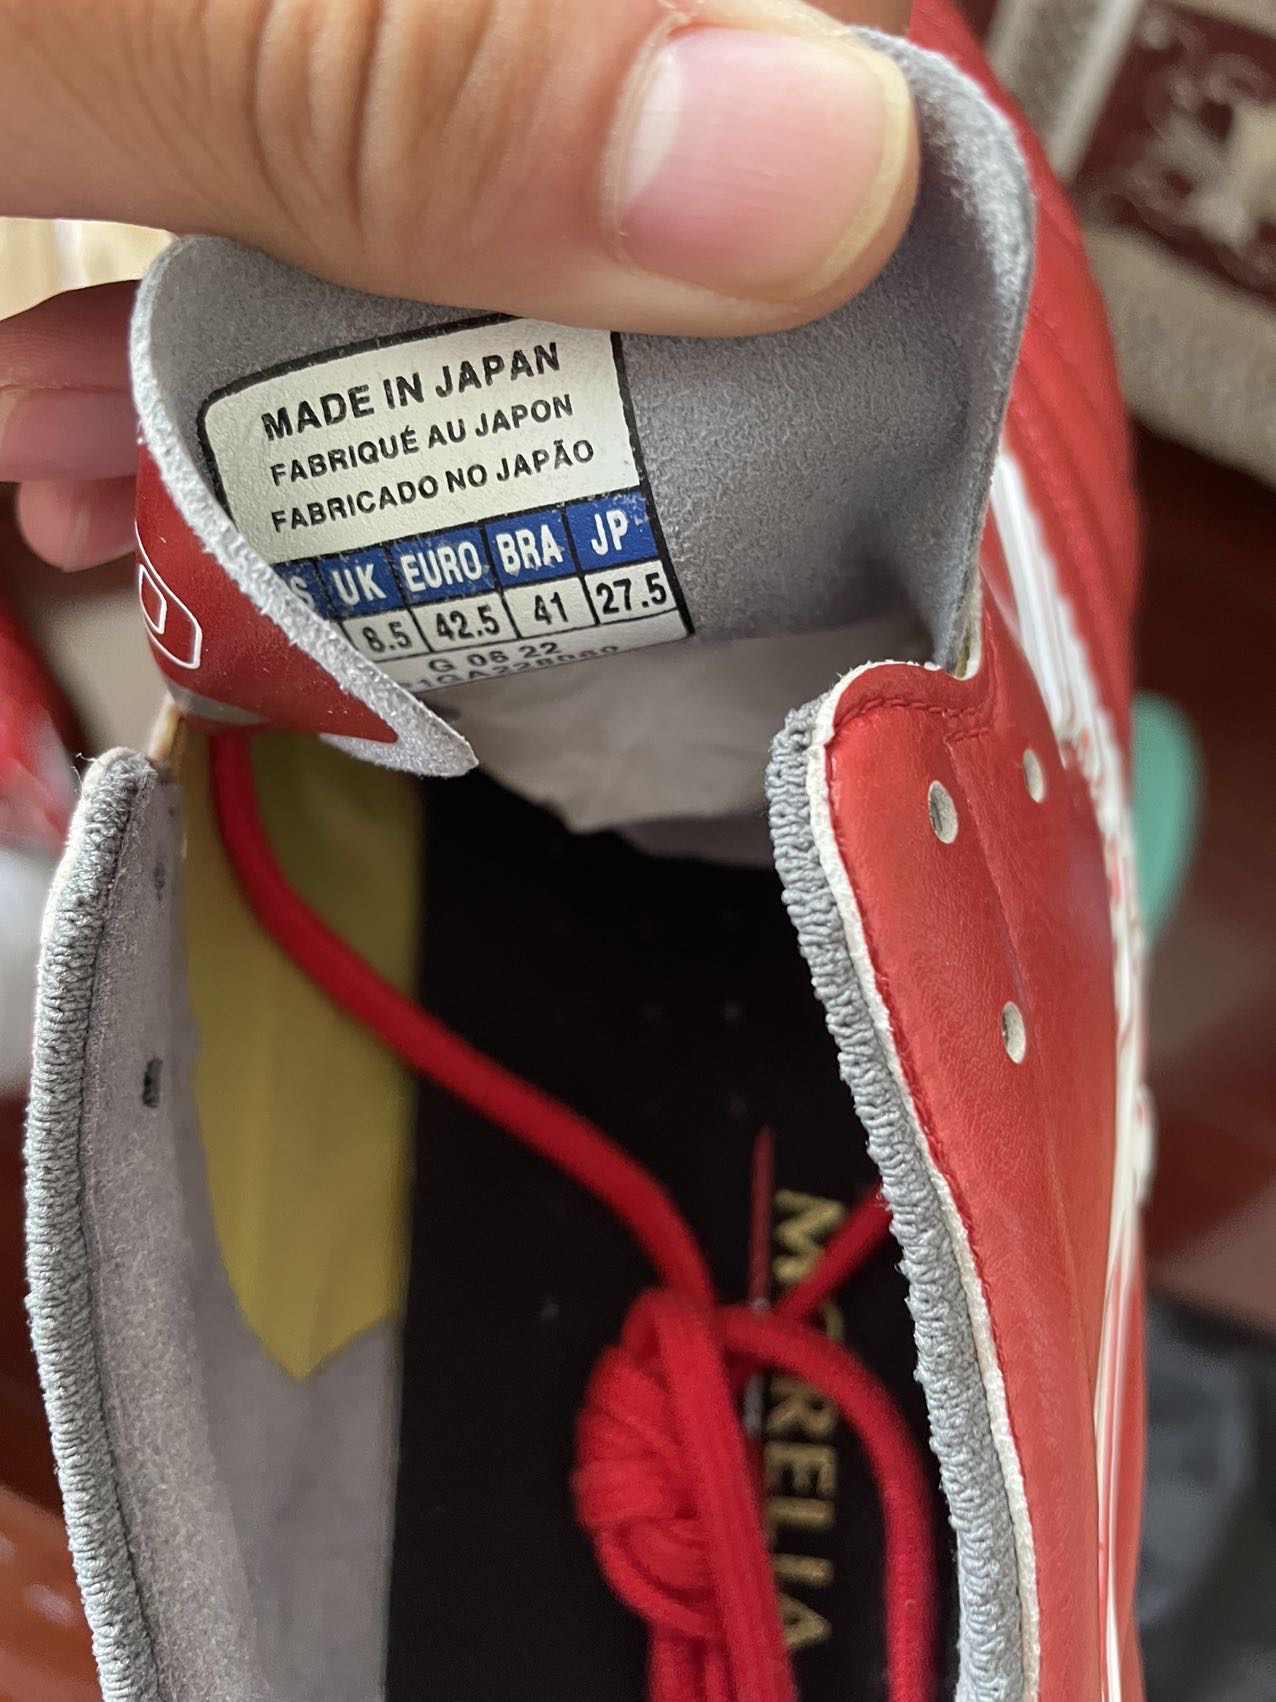 MADE IN JAPAN
FABRIQUÉ AU JAPON
FABRICADO NO JAPÃO
UK EURO BRA JP
8.5 42.5 41 27.5
G 06 22
MORELIA